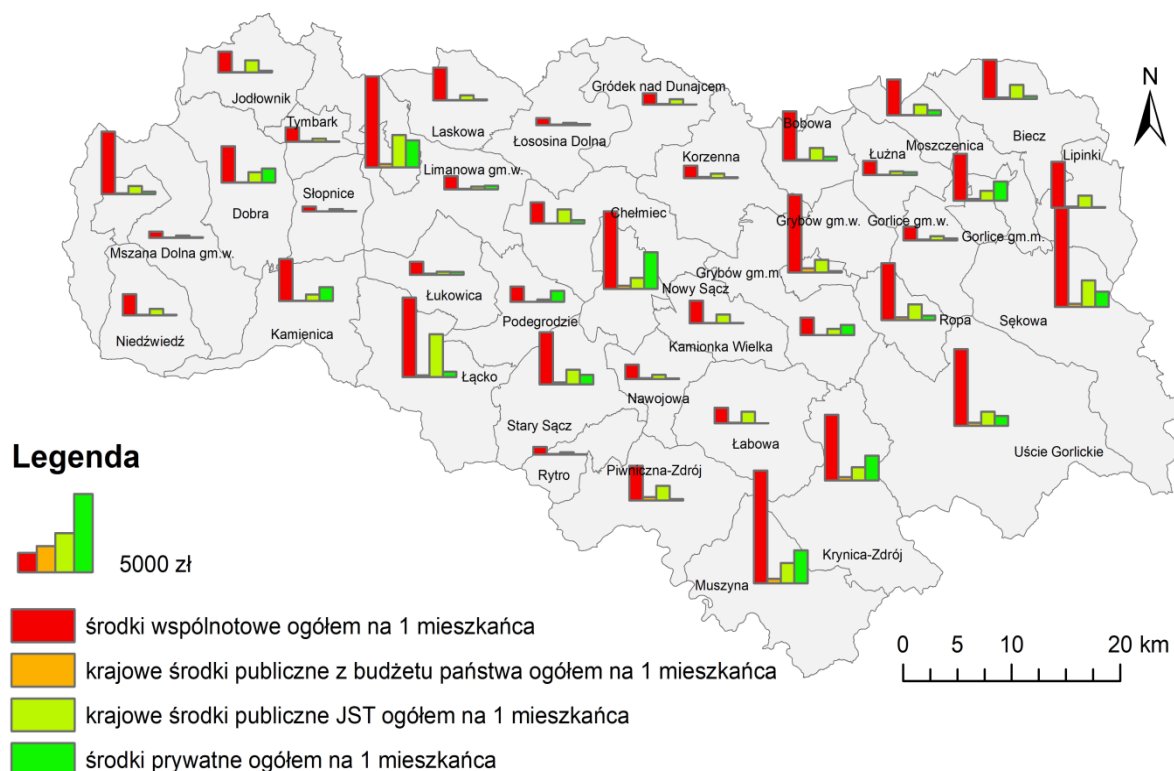 N
Gródek nad Dunajcem
Jodłownik
Laskowa
Tymbark
Bobowa
Łososina Dolna
Moszczenica
Biecz
Limanowa gm.w.
Korzenna
Łużna
Lipinki
Słopnice
Dobra
Chełmiec
Grybów gm.w.
Gorlice gm.w.
Gorlice gm.m.
Mszana Dolna gm.w.
Grybów gm.m.
Nowy Sącz
Łukowica
Podegrodzie
Ropa
Sękowa
Niedźwiedź
Kamienica
Kamionka Wielka
Łącko
Nawojowa
Stary Sącz
Łabowa
Uście Gorlickie
Rytro
Piwniczna-Zdrój
Krynica-Zdrój
Muszyna
Legenda
5000 zł
środki wspólnotowe ogółem na 1 mieszkańca
krajowe środki publiczne z budżetu państwa ogółem na 1 mieszkańca
krajowe środki publiczne JST ogółem na 1 mieszkańca
środki prywatne ogółem na 1 mieszkańca
0 5 10 20 km